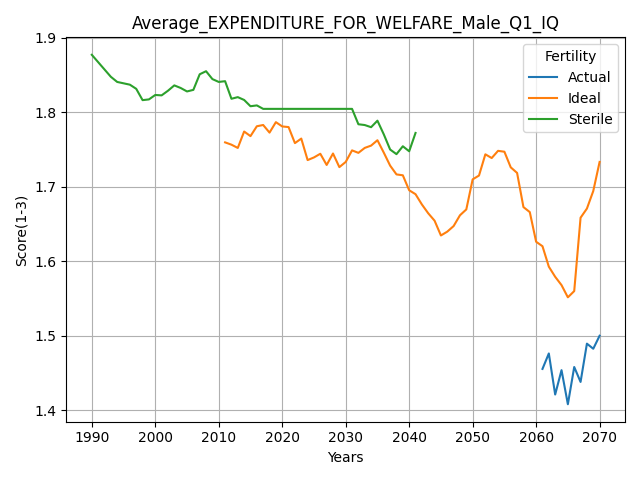 Average_EXPENDITURE_FOR_WELFARE_Male_Q1_IQ
Score(1-3)
1.9
1.8
1.7
1.6
1.5
1.4
Fertility
Actual
Ideal
Sterile
1990 2000 2010 2020 2030 2040 2050 2060 2070
Years